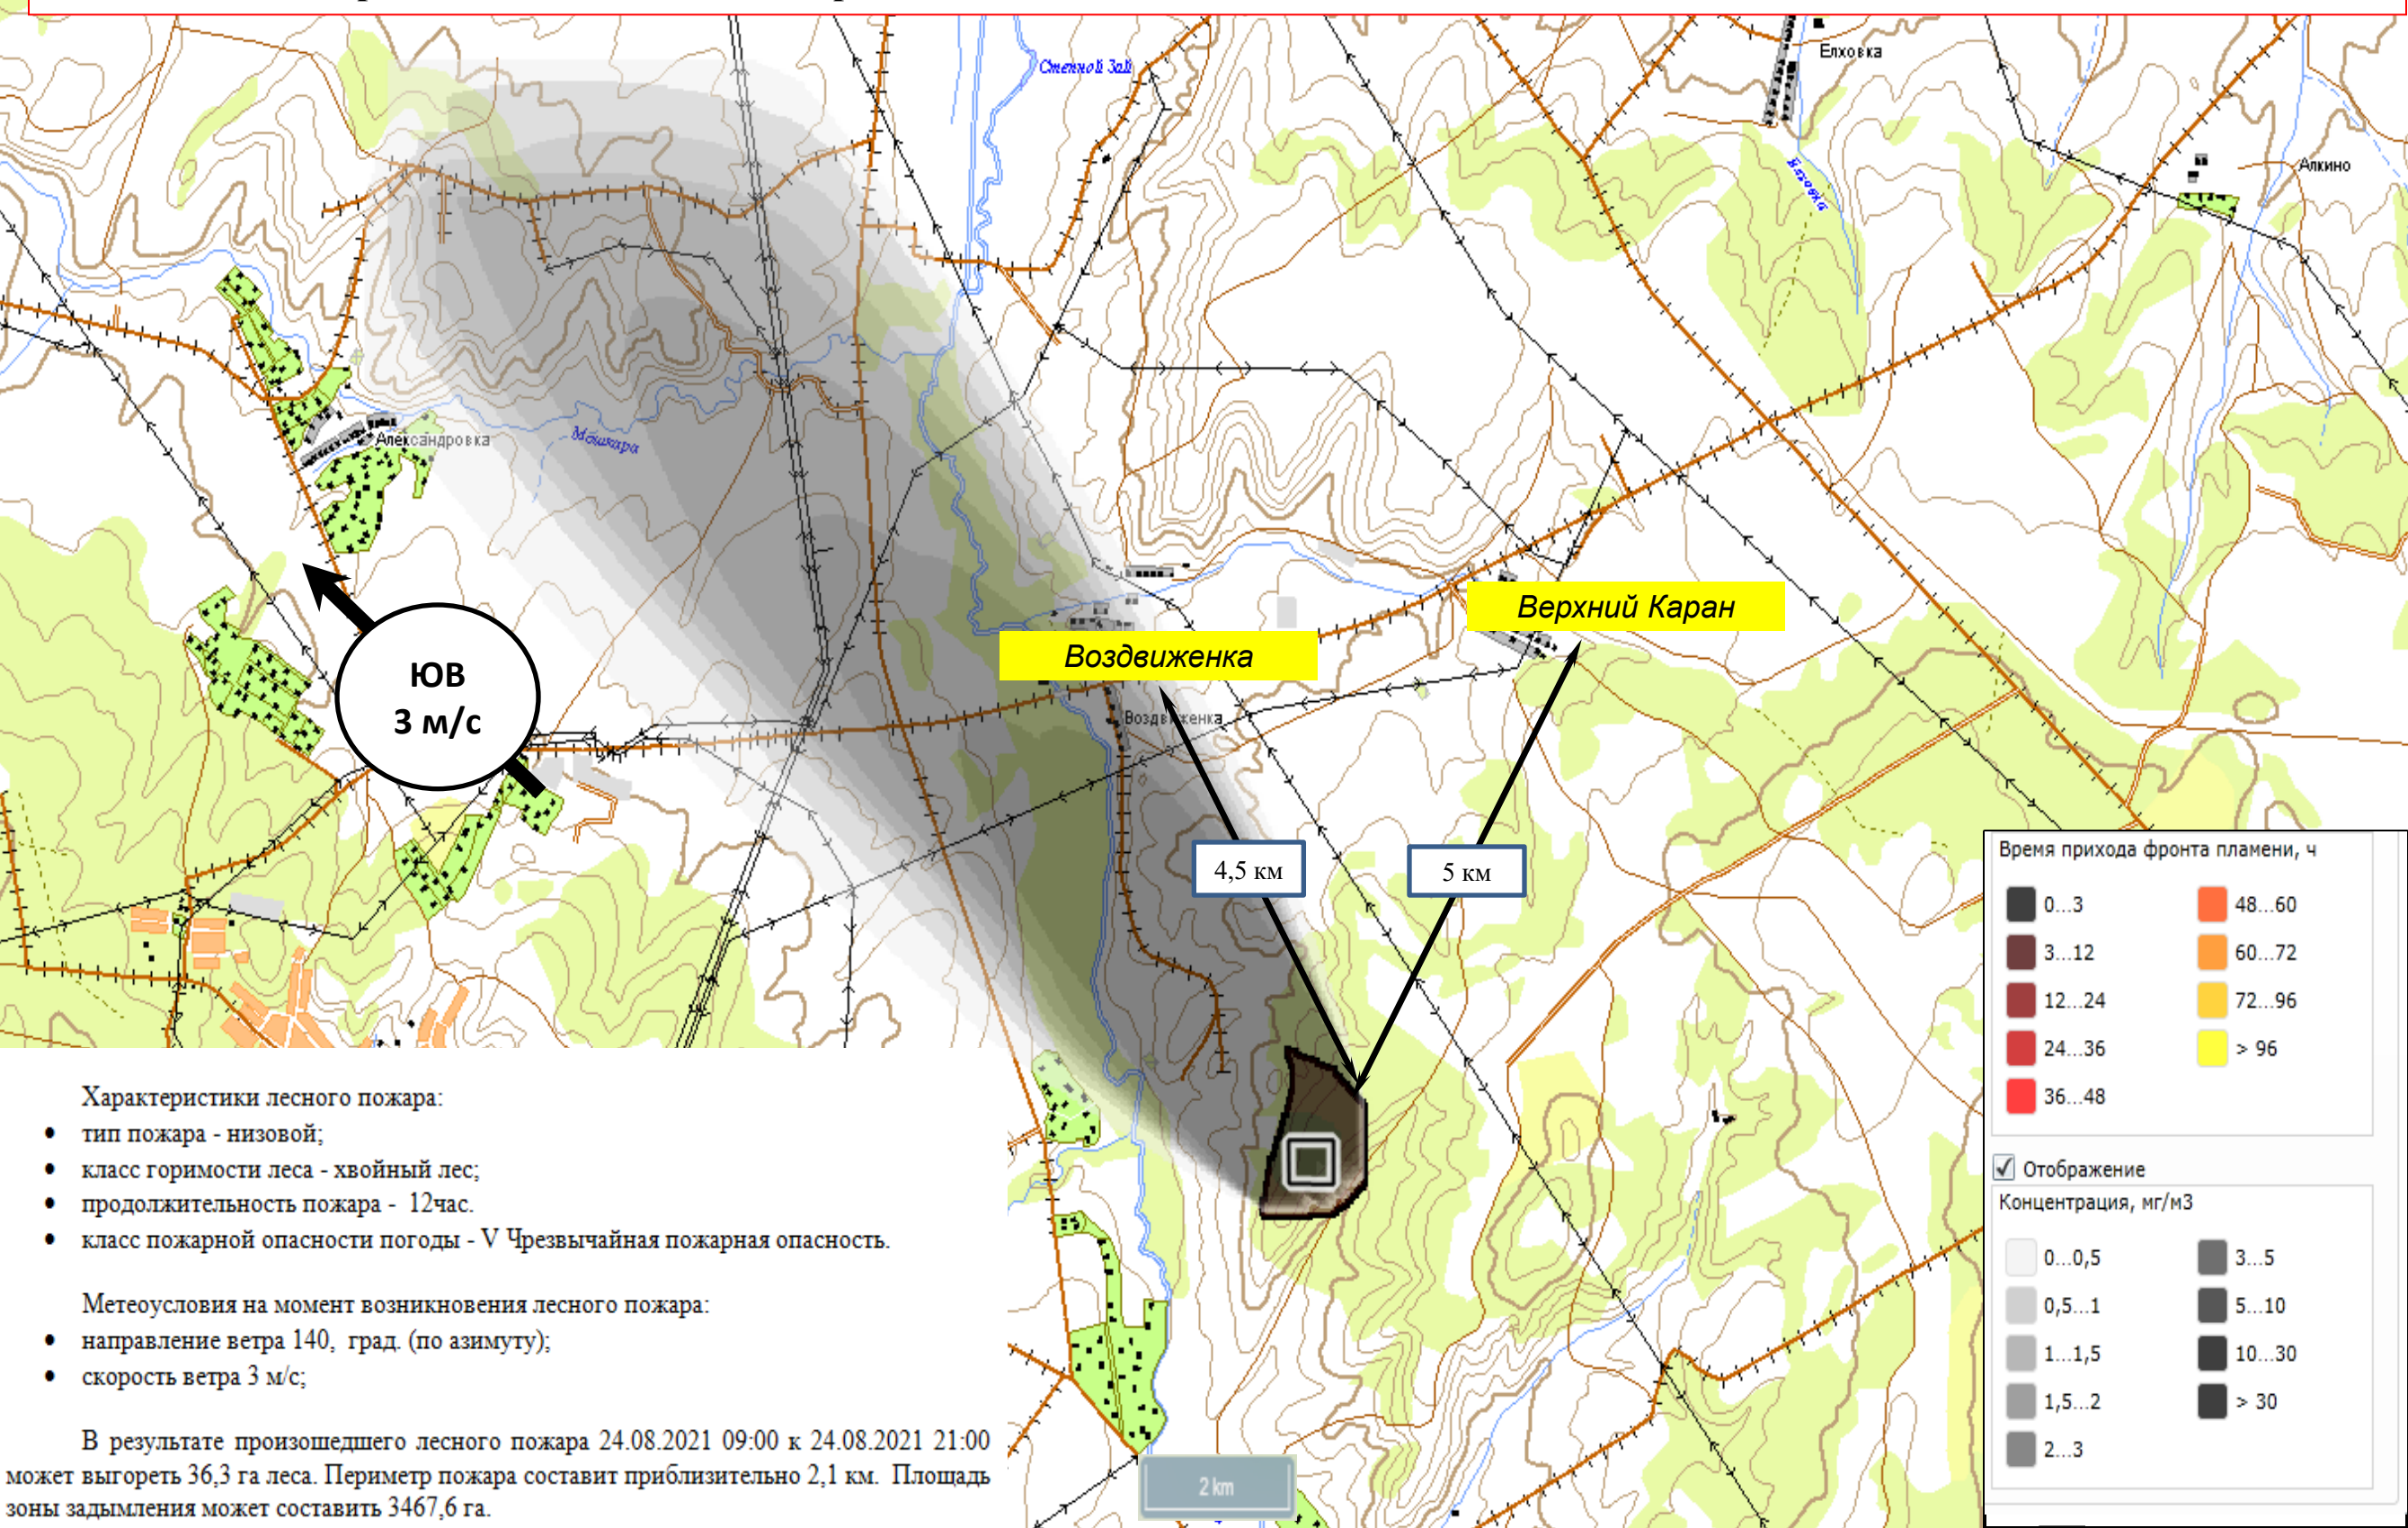 Степной Зай
Елховка
Елховка
Алкино
Александровка
Мошкара
ЮВ
3 м/с
Верхний Каран
Воздвиженка
Воздвиженка
4,5 км
5 км
Время прихода фронта пламени, ч
0...3
48...60
3...12
60...72
12...24
72...96
24...36
> 96
36...48
Отображение
Концентрация, мг/м3
0...0,5
3...5
0,5...1
5...10
1...1,5
10...30
1,5...2
> 30
2...3
Характеристики лесного пожара:
• тип пожара - низовой;
• класс горимости леса - хвойный лес;
• продолжительность пожара - 12час.
• класс пожарной опасности погоды - V Чрезвычайная пожарная опасность.
Метеоусловия на момент возникновения лесного пожара:
• направление ветра 140, град. (по азимуту);
• скорость ветра 3 м/с;
В результате произошедшего лесного пожара 24.08.2021 09:00 к 24.08.2021 21:00
может выгореть 36,3 га леса. Периметр пожара составит приблизительно 2,1 км. Площадь
зоны задымления может составить 3467,6 га.
2 km